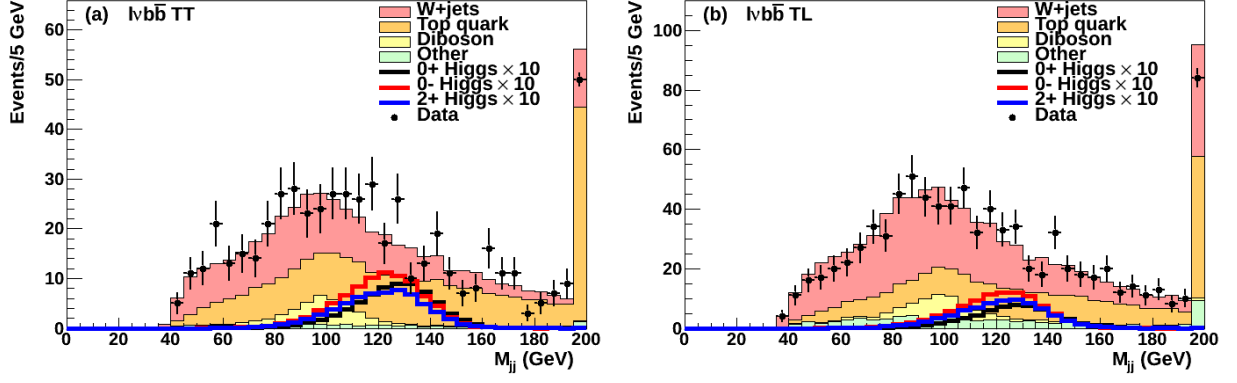 (a) lνbb̅ TT
Events/5 GeV
60
50
40
30
20
10
0
W+jets
Top quark
Diboson
Other
0+ Higgs × 10
0- Higgs × 10
2+ Higgs × 10
Data
0 20 40 60 80 100 120 140 160 180 200
M_jj (GeV)
(b) lνbb̅ TL
Events/5 GeV
100
80
60
40
20
0
W+jets
Top quark
Diboson
Other
0+ Higgs × 10
0- Higgs × 10
2+ Higgs × 10
Data
0 20 40 60 80 100 120 140 160 180 200
M_jj (GeV)